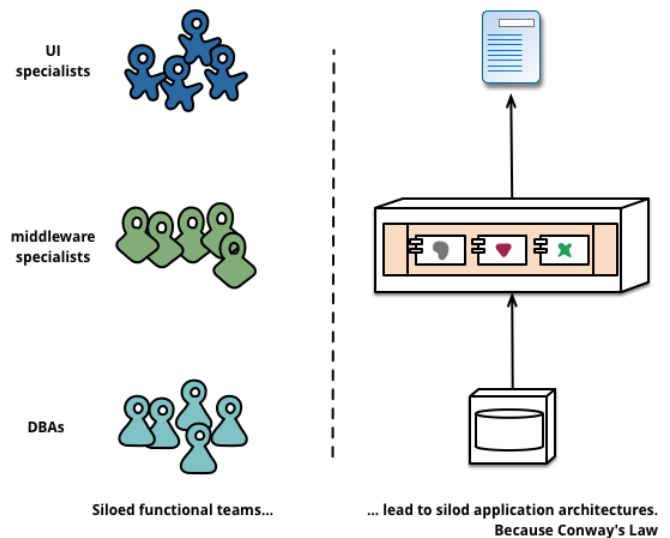 UI
specialists
middleware
specialists
DBAs
Siloed functional teams...
... lead to silod application architectures.
Because Conway's Law